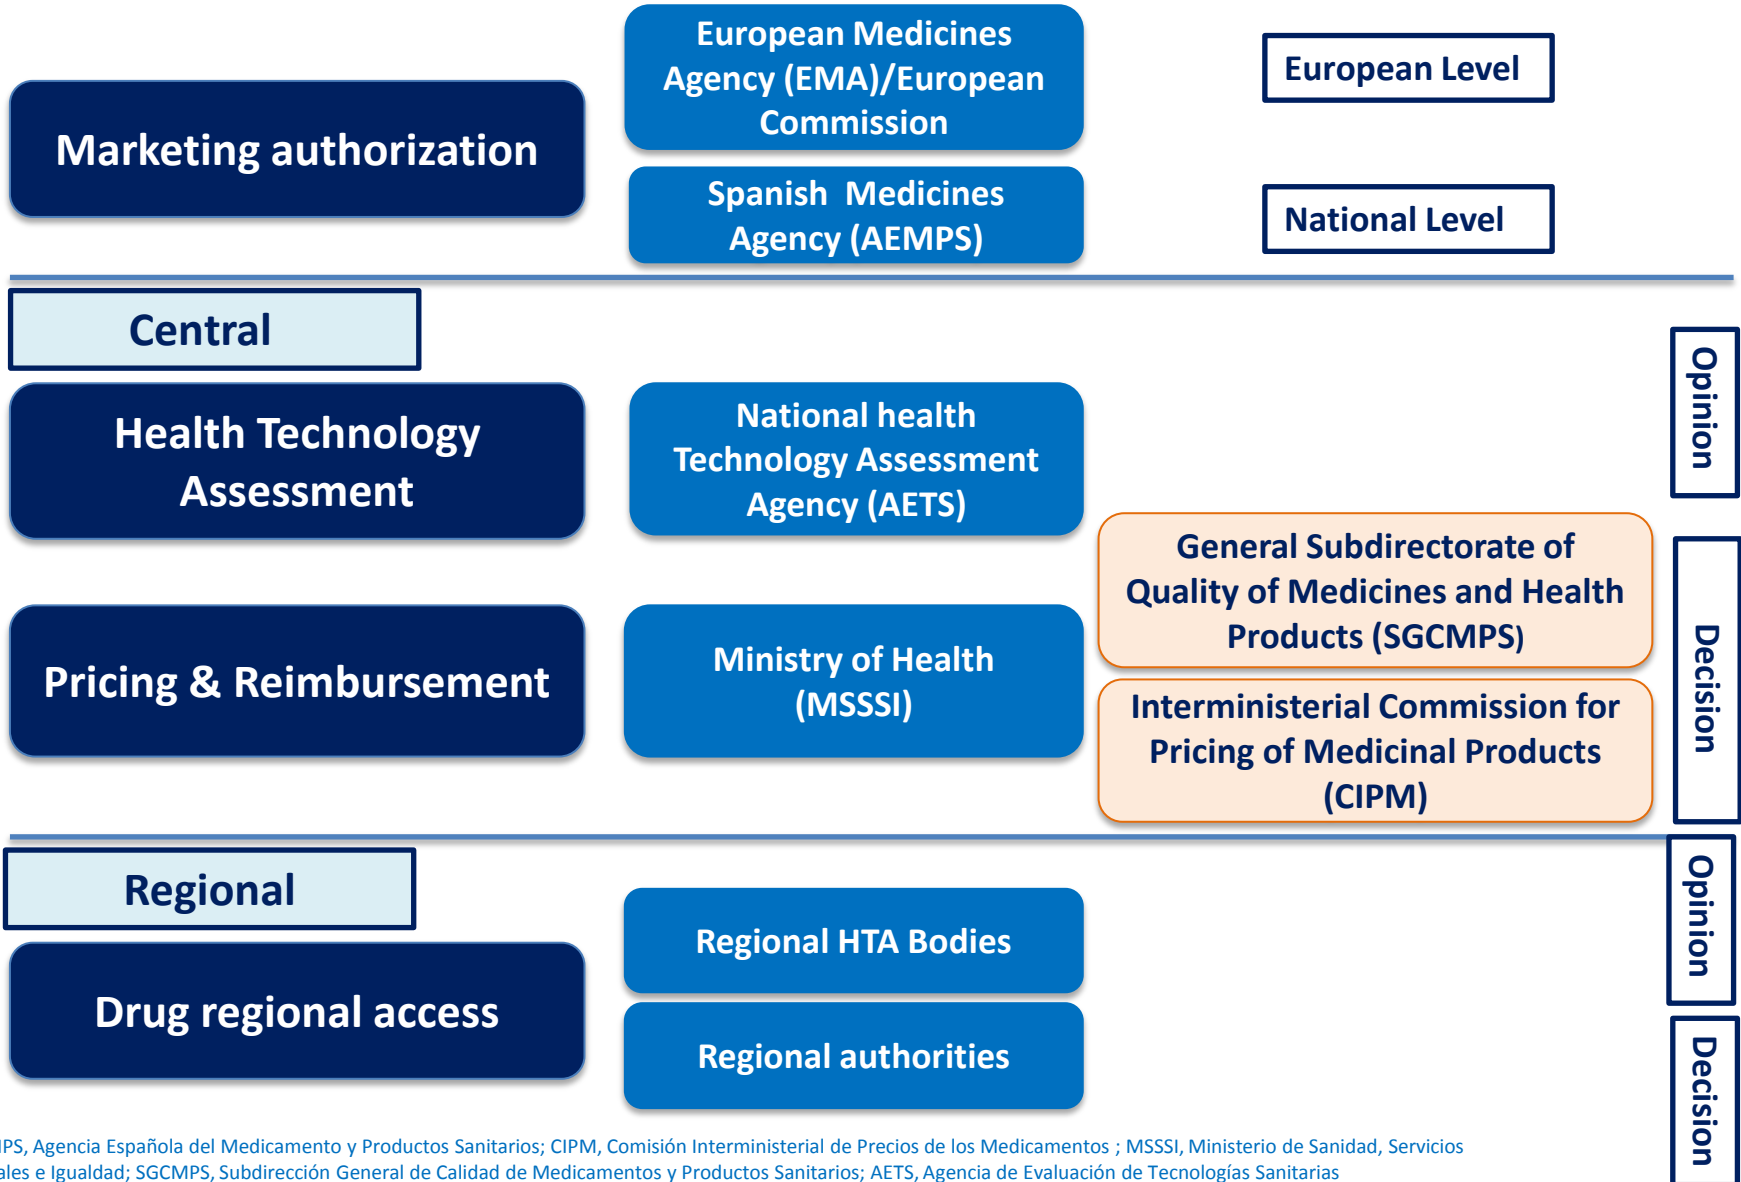 European Medicines
Agency (EMA)/European
Commission
European Level
Marketing authorization
Spanish Medicines
Agency (AEMPS)
National Level
Central
Opinion
Health Technology
Assessment
National health
Technology Assessment
Agency (AETS)
General Subdirectorate of
Quality of Medicines and Health
Products (SGCMPS)
Decision
Pricing & Reimbursement
Ministry of Health
(MSSSI)
Interministerial Commission for
Pricing of Medicinal Products
(CIPM)
Regional
Opinion
Regional HTA Bodies
Drug regional access
Regional authorities
Decision
IPS, Agencia Española del Medicamento y Productos Sanitarios; CIPM, Comisión Interministerial de Precios de los Medicamentos ; MSSSI, Ministerio de Sanidad, Servicios
ales e Igualdad; SGCMPS, Subdirección General de Calidad de Medicamentos y Productos Sanitarios; AETS, Agencia de Evaluación de Tecnologías Sanitarias